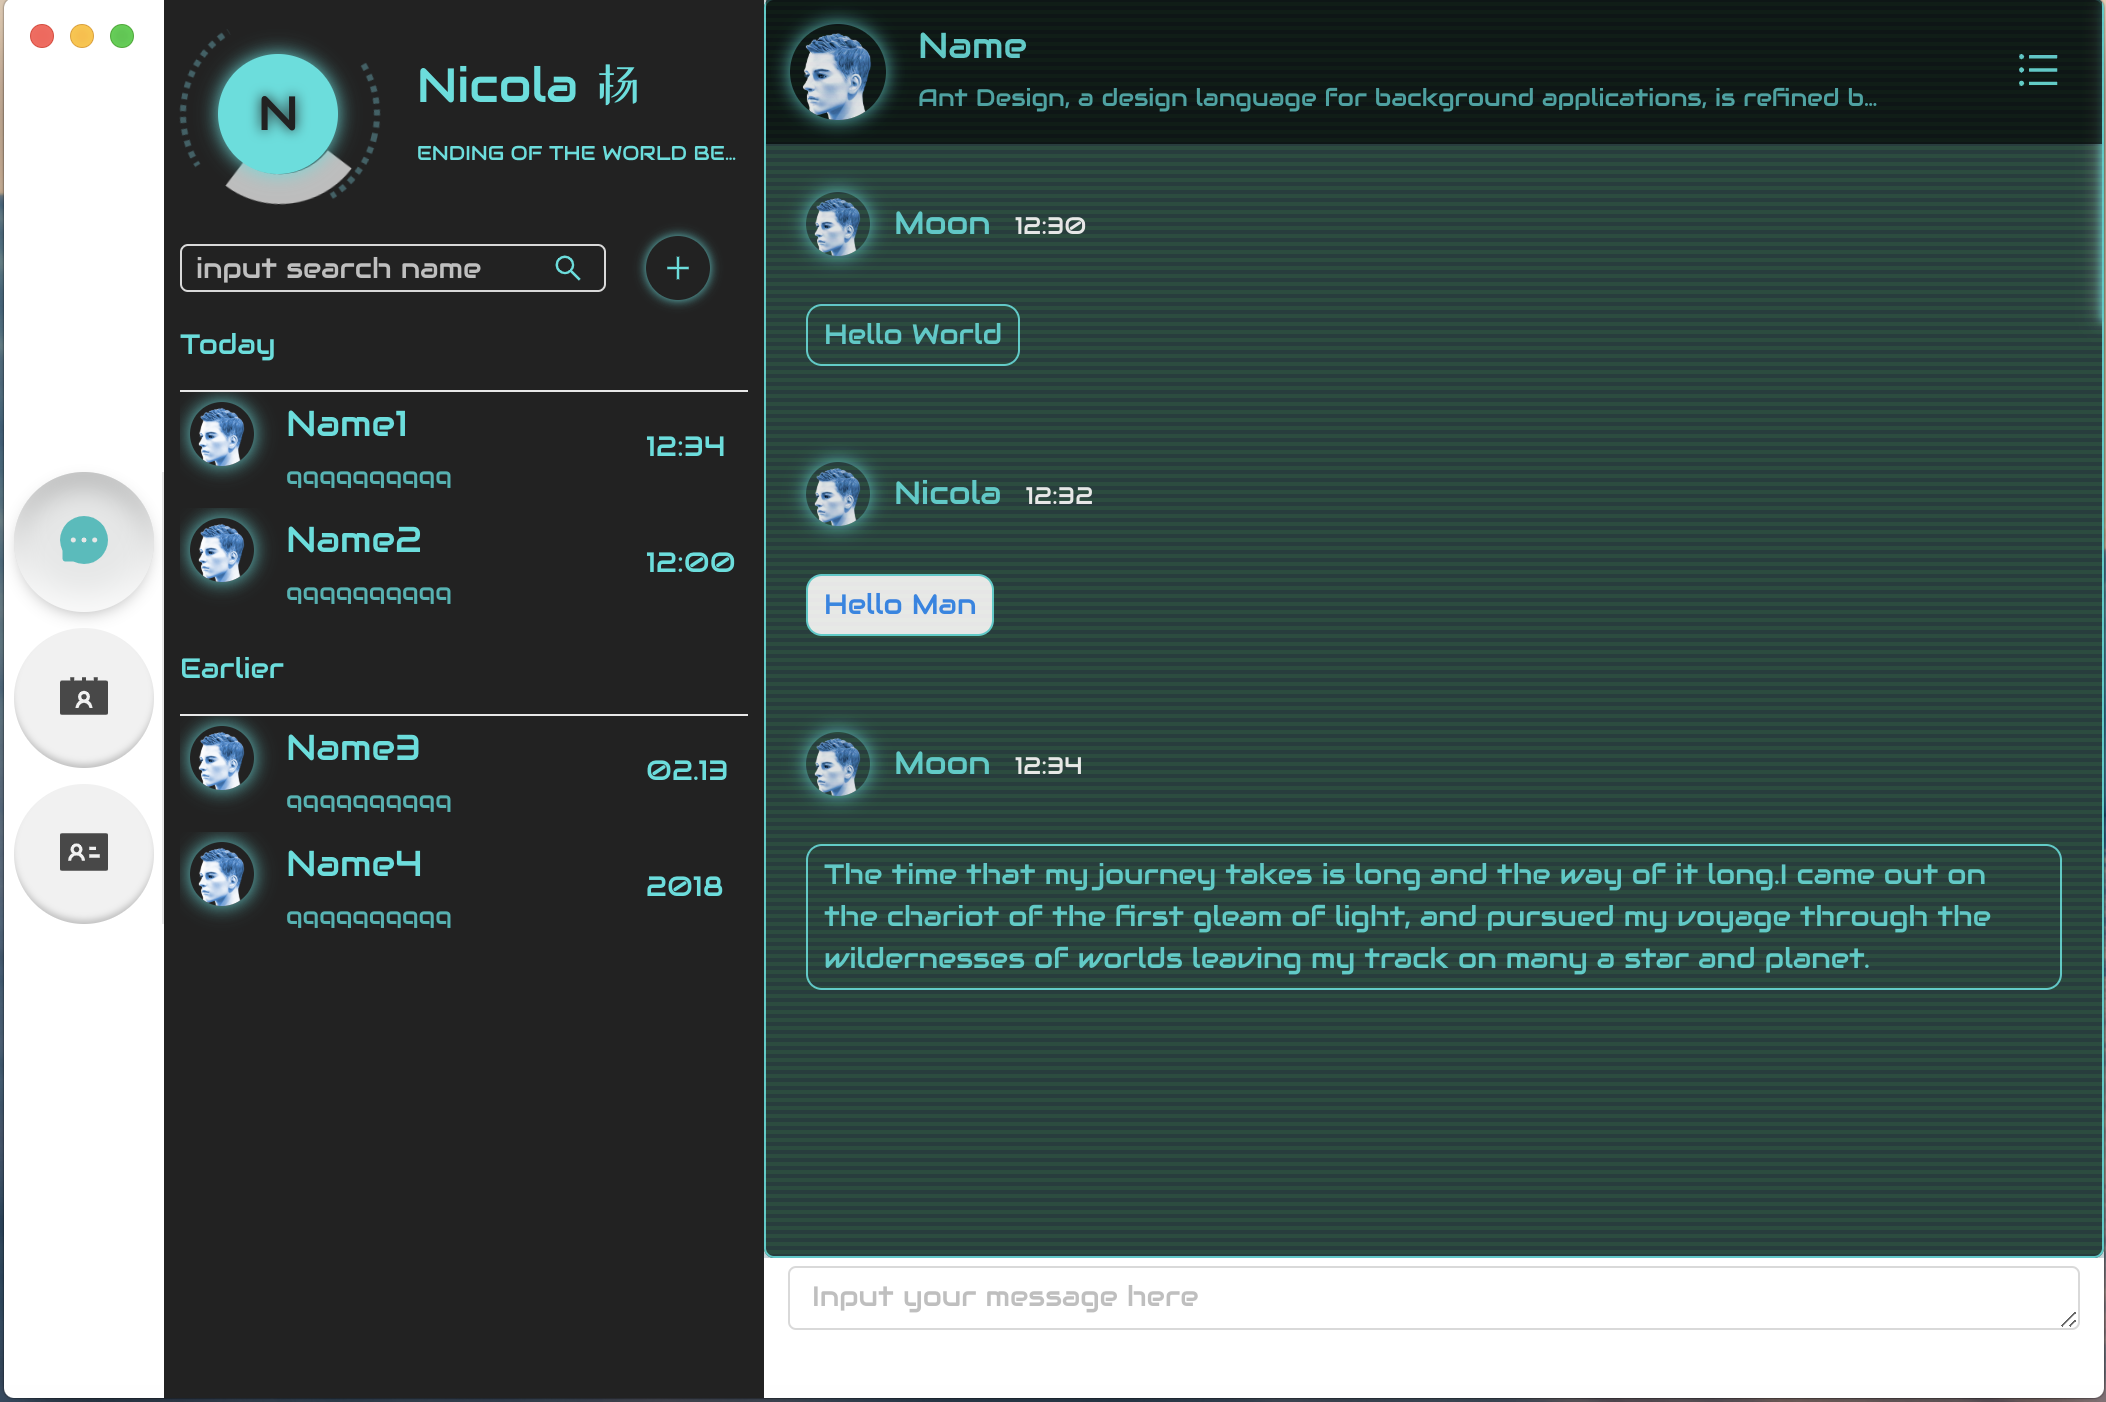 N
Nicola 扬
ENDING OF THE WORLD BE...
input search name
Today
Name1
12:34
qqqqqqqqqq
Name2
12:00
qqqqqqqqqq
Earlier
Name3
02.13
qqqqqqqqqq
Name4
2018
qqqqqqqqqq
Name
Ant Design, a design language for background applications, is refined b...
Moon 12:30
Hello World
Nicola 12:32
Hello Man
Moon 12:34
The time that my journey takes is long and the way of it long.I came out on
the chariot of the first gleam of light, and pursued my voyage through the
wildernesses of worlds leaving my track on many a star and planet.
Input your message here